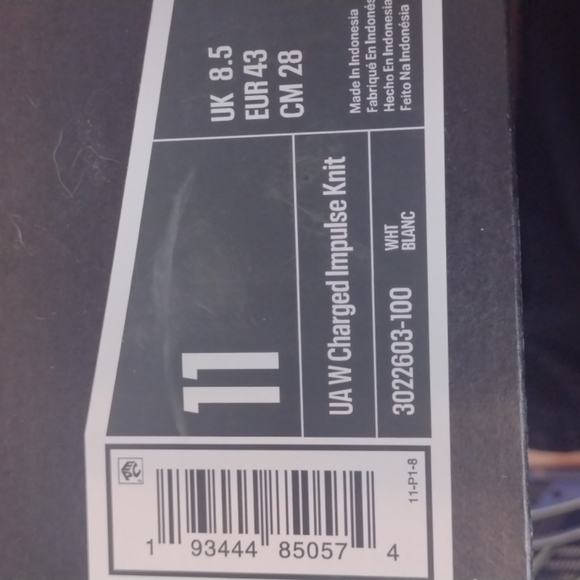 11
UK 8.5
EUR 43
CM 28
UA W Charged Impulse Knit
3022603-100
WHT
BLANC
Made In Indonesia
Fabriqué En Indonés
Hecho En Indonesia
Feito Na Indonésia
1 93444 85057 4
11-P1-8